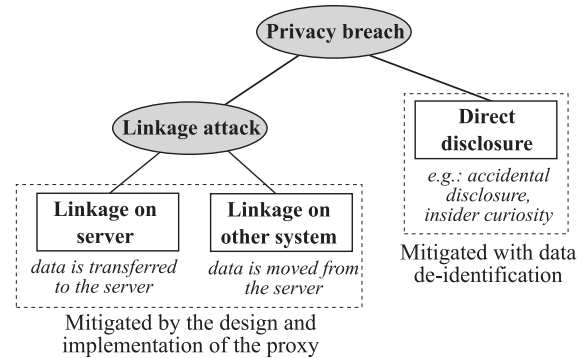 Privacy breach
Linkage attack
Direct
disclosure
e.g.: accidental
disclosure,
insider curiosity
Mitigated with data
de-identification
Linkage on
server
data is transferred
to the server
Linkage on
other system
data is moved from
the server
Mitigated by the design and
implementation of the proxy